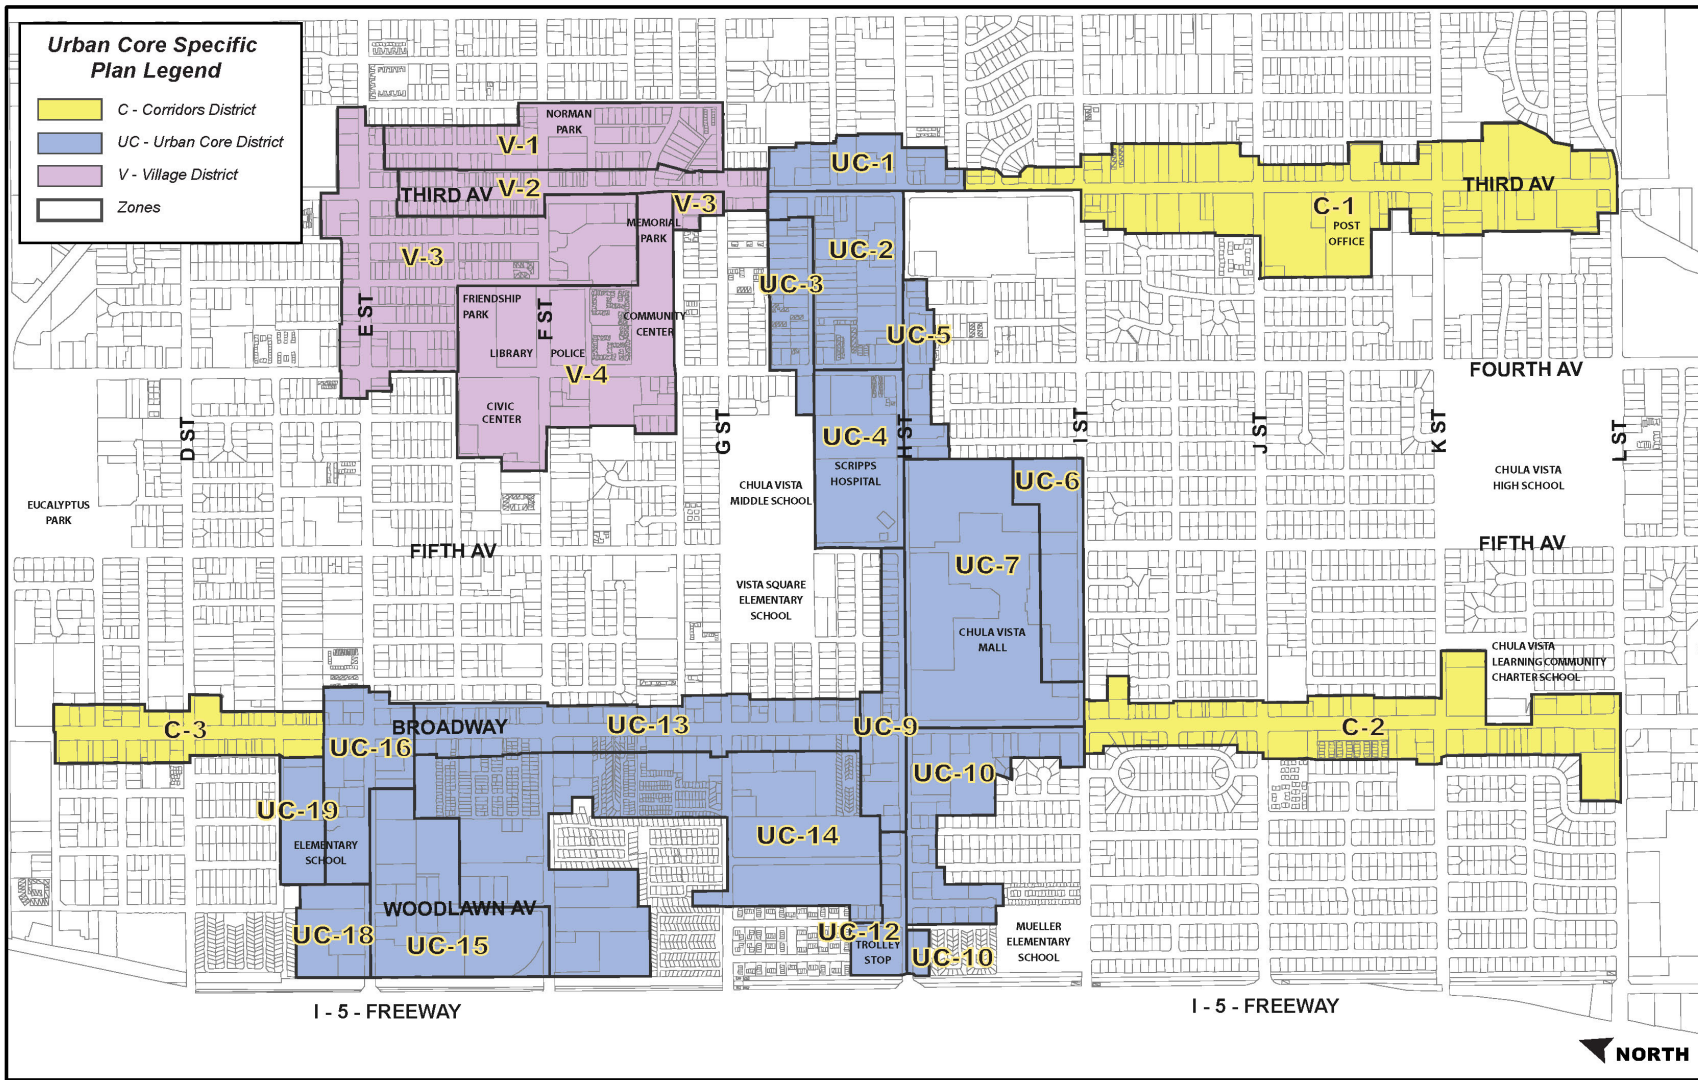 Urban Core Specific
Plan Legend
C - Corridors District
UC - Urban Core District
V - Village District
Zones
NORMAN
PARK
V-1
UC-1
V-2
THIRD AV
V-3
THIRD AV
C-1
MEMORIAL
PARK
POST
OFFICE
V-3
UC-2
UC-3
E ST
FRIENDSHIP
PARK
F ST
COMMUNITY
CENTER
UC-5
LIBRARY
POLICE
V-4
FOURTH AV
CIVIC
CENTER
D ST
G ST
UC-4
H ST
I ST
J ST
K ST
L ST
SCRIPPS
HOSPITAL
UC-6
CHULA VISTA
MIDDLE SCHOOL
CHULA VISTA
HIGH SCHOOL
EUCALYPTUS
PARK
FIFTH AV
FIFTH AV
UC-7
VISTA SQUARE
ELEMENTARY
SCHOOL
CHULA VISTA
MALL
CHULA VISTA
LEARNING COMMUNITY
CHARTER SCHOOL
C-3
BROADWAY
UC-13
UC-9
C-2
UC-16
UC-10
UC-19
UC-14
ELEMENTARY
SCHOOL
WOODLAWN AV
UC-18
UC-15
UC-12
TROLLEY
STOP
UC-10
MUELLER
ELEMENTARY
SCHOOL
I - 5 - FREEWAY
I - 5 - FREEWAY
NORTH